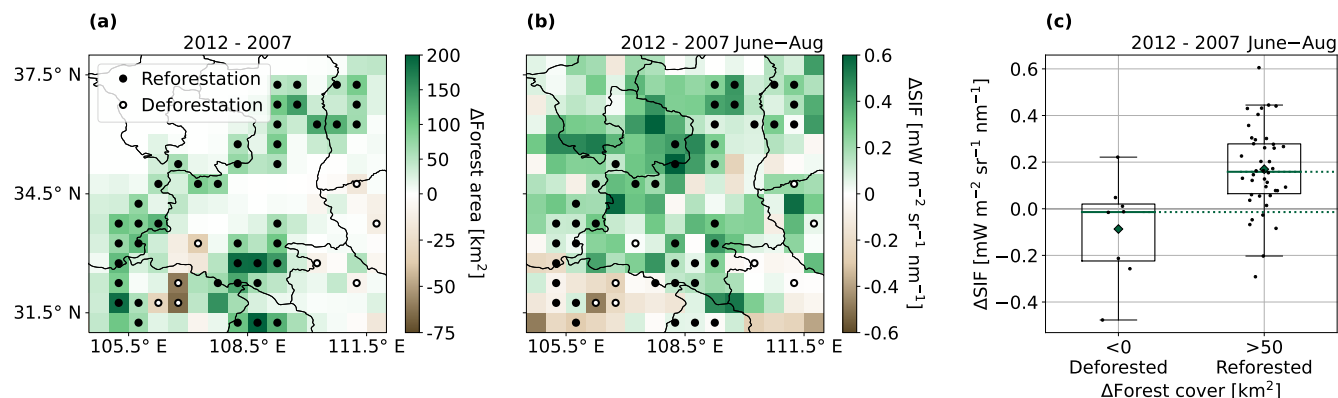 (a)
2012 - 2007
37.5° N
34.5° N
31.5° N
Reforestation
Deforestation
105.5° E
108.5° E
111.5° E
200
150
100
50
0
-25
-50
-75
ΔForest area [km²]
(b)
2012 - 2007 June−Aug
105.5° E
108.5° E
111.5° E
0.6
0.4
0.2
0
-0.2
-0.4
-0.6
ΔSIF [mW m⁻² sr⁻¹ nm⁻¹]
(c)
2012 - 2007 June−Aug
ΔSIF [mW m⁻² sr⁻¹ nm⁻¹]
0.6
0.4
0.2
0.0
−0.2
−0.4
<0
Deforested
>50
Reforested
ΔForest cover [km²]